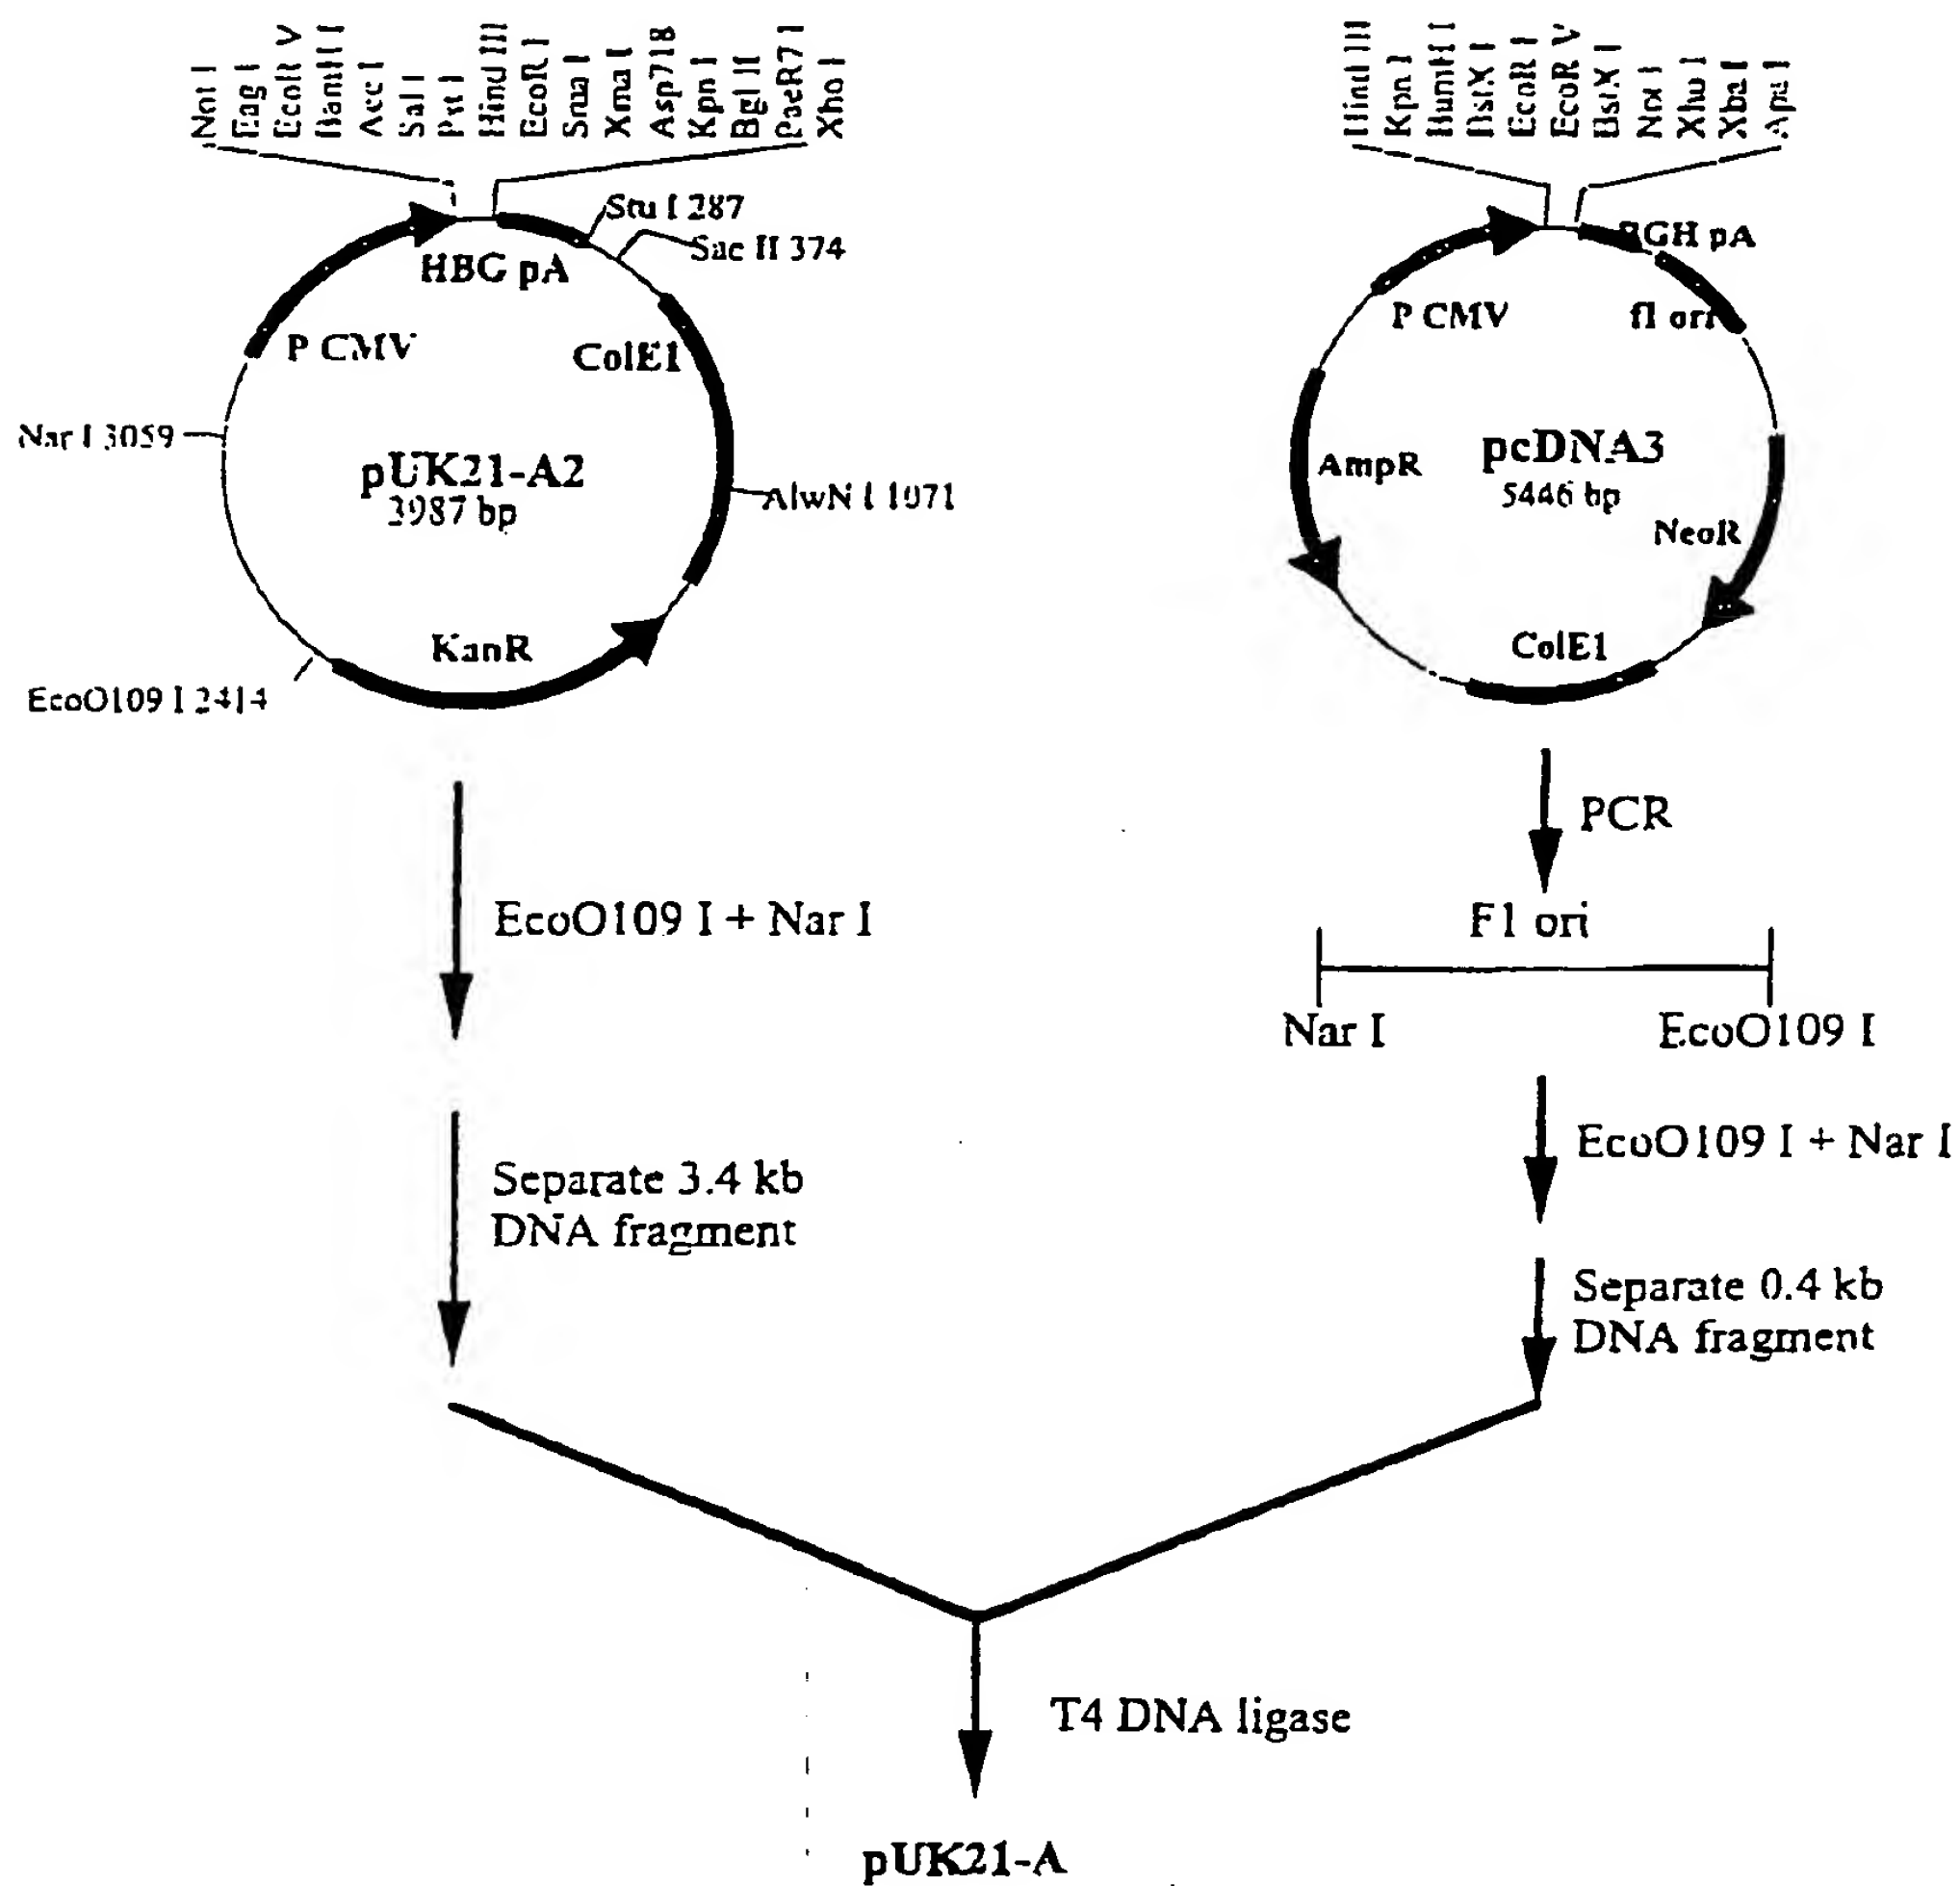 Not I
Eag I
EcoR V
BamH I
Acc I
Sal I
Pst I
Hind III
EcoR I
Sma I
Xma I
Asp718
Kpn I
Bgl II
PaeR7 I
Xho I
Hind III
Kpn I
BamH I
BstX I
EcoR I
EcoR V
BstX I
Not I
Xho I
Xba I
Apa I
Stu I 287
Sac II 374
HBG pA
P CMV
ColE1
Nar I 3059
pUK21-A2
3987 bp
AlwN I 1071
KanR
EcoO109 I 2414
BGH pA
P CMV
f1 ori
AmpR
pcDNA3
5446 bp
NeoR
ColE1
PCR
EcoO109 I + Nar I
F1 ori
Nar I
EcoO109 I
EcoO109 I + Nar I
Separate 3.4 kb
DNA fragment
Separate 0.4 kb
DNA fragment
T4 DNA ligase
pUK21-A